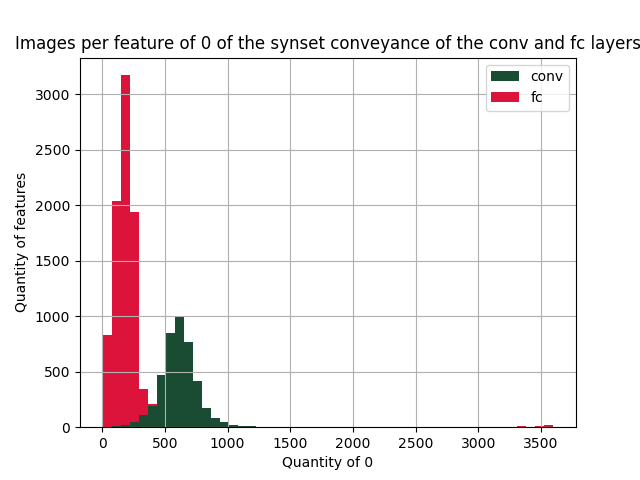 Images per feature of 0 of the synset conveyance of the conv and fc layers
conv
fc
3000
2500
2000
1500
1000
500
0
Quantity of features
0 500 1000 1500 2000 2500 3000 3500
Quantity of 0